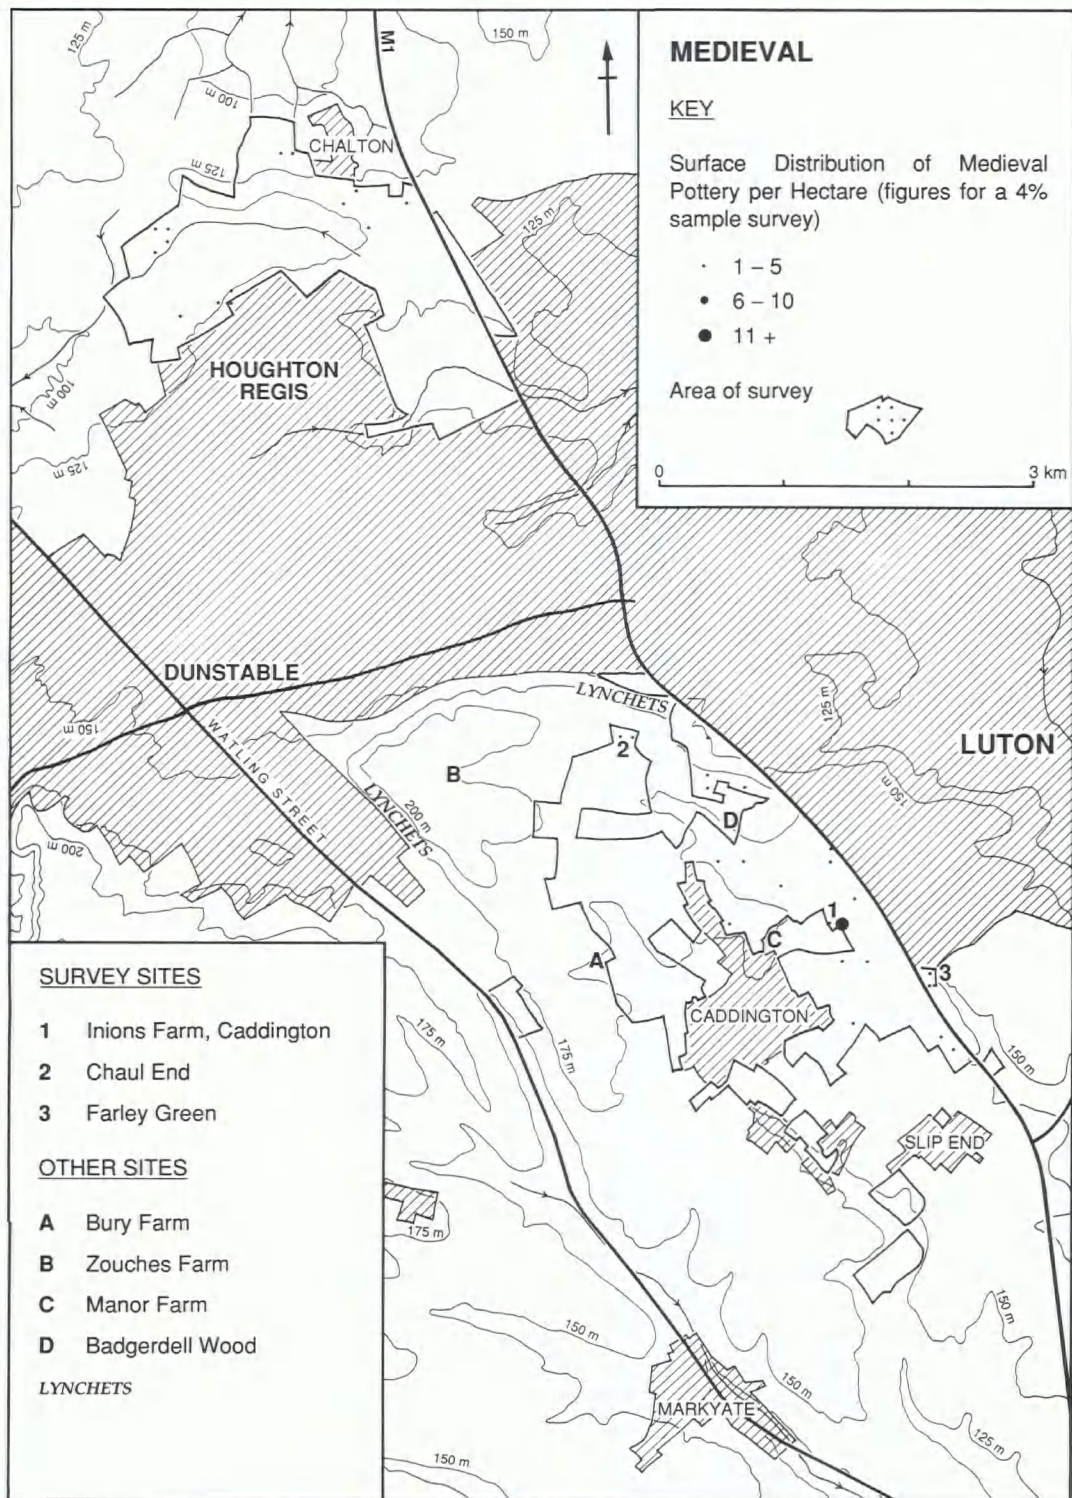 MEDIEVAL
KEY
Surface Distribution of Medieval
Pottery per Hectare (figures for a 4%
sample survey)
1 – 5
6 – 10
11 +
Area of survey
0 3 km
125 m
M1
150 m
100 m
CHALTON
125 m
125 m
HOUGHTON
REGIS
100 m
125 m
DUNSTABLE
LYNCHETS
150 m
WATLING STREET
B
2
125 m
LUTON
200 m
LYNCHETS
D
150 m
200 m
1
C
A
3
CADDINGTON
175 m
175 m
150 m
SLIP END
175 m
150 m
150 m
150 m
MARKYATE
125 m
150 m
SURVEY SITES
1 Inions Farm, Caddington
2 Chaul End
3 Farley Green
OTHER SITES
A Bury Farm
B Zouches Farm
C Manor Farm
D Badgerdell Wood
LYNCHETS